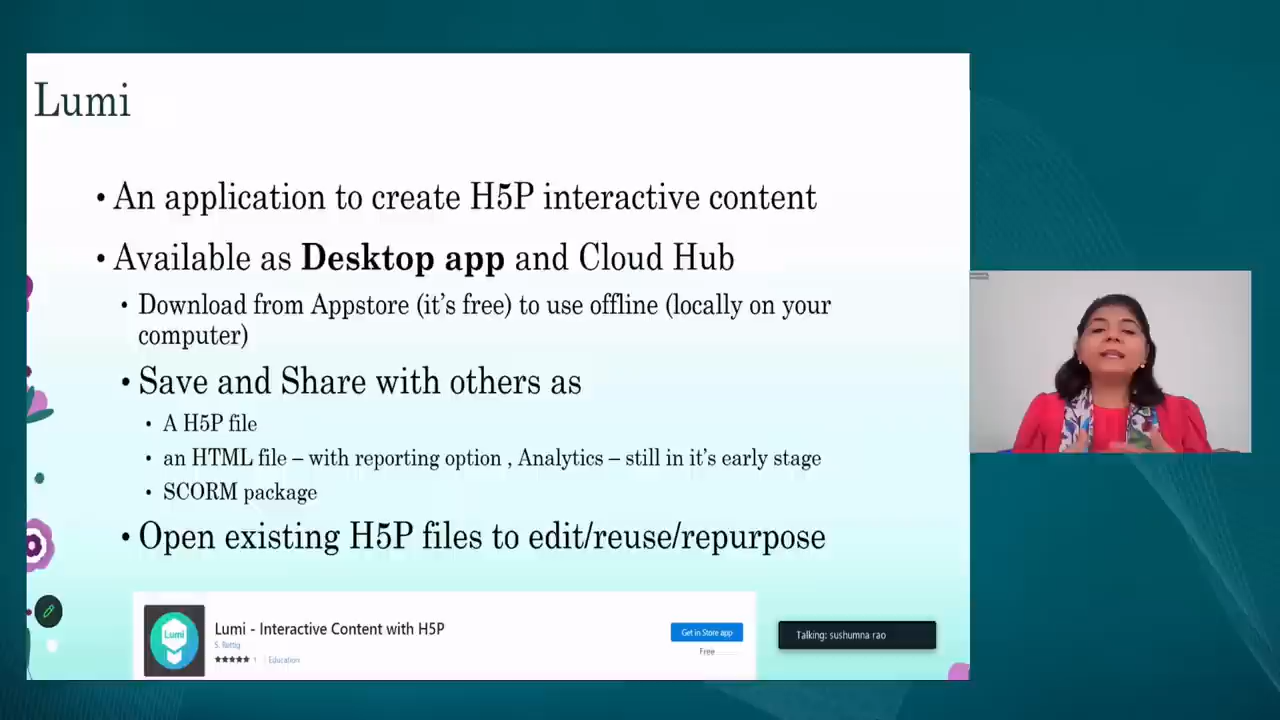 Lumi
• An application to create H5P interactive content
• Available as Desktop app and Cloud Hub
• Download from Appstore (it's free) to use offline (locally on your
computer)
• Save and Share with others as
• A H5P file
• an HTML file – with reporting option , Analytics – still in it's early stage
• SCORM package
• Open existing H5P files to edit/reuse/repurpose
Lumi
Lumi - Interactive Content with H5P
S. Rettig
★★★★★ 1 Education
Get in Store app
Free
Talking: sushumna rao